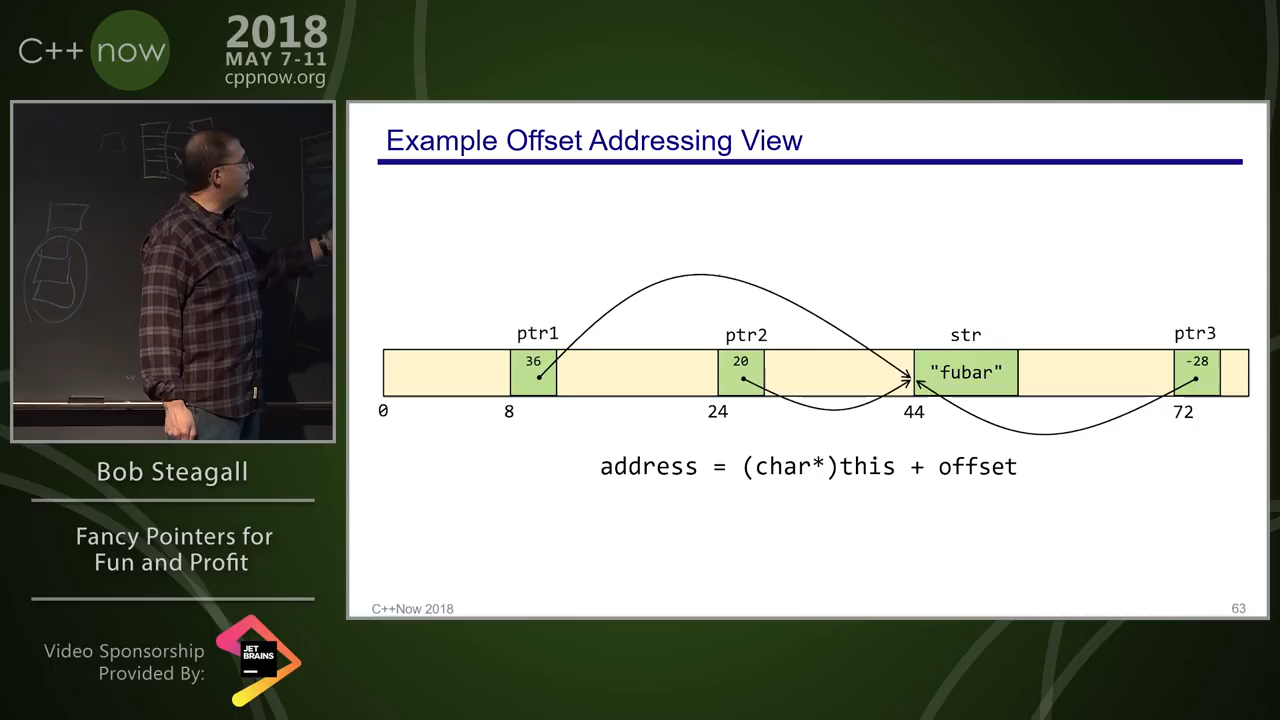 C++ now
2018
MAY 7-11
cppnow.org
Example Offset Addressing View
ptr1
ptr2
str
ptr3
36
20
"fubar"
-28
0
8
24
44
72
address = (char*)this + offset
C++Now 2018
63
Bob Steagall
Fancy Pointers for
Fun and Profit
Video Sponsorship
Provided By:
JET
BRAINS